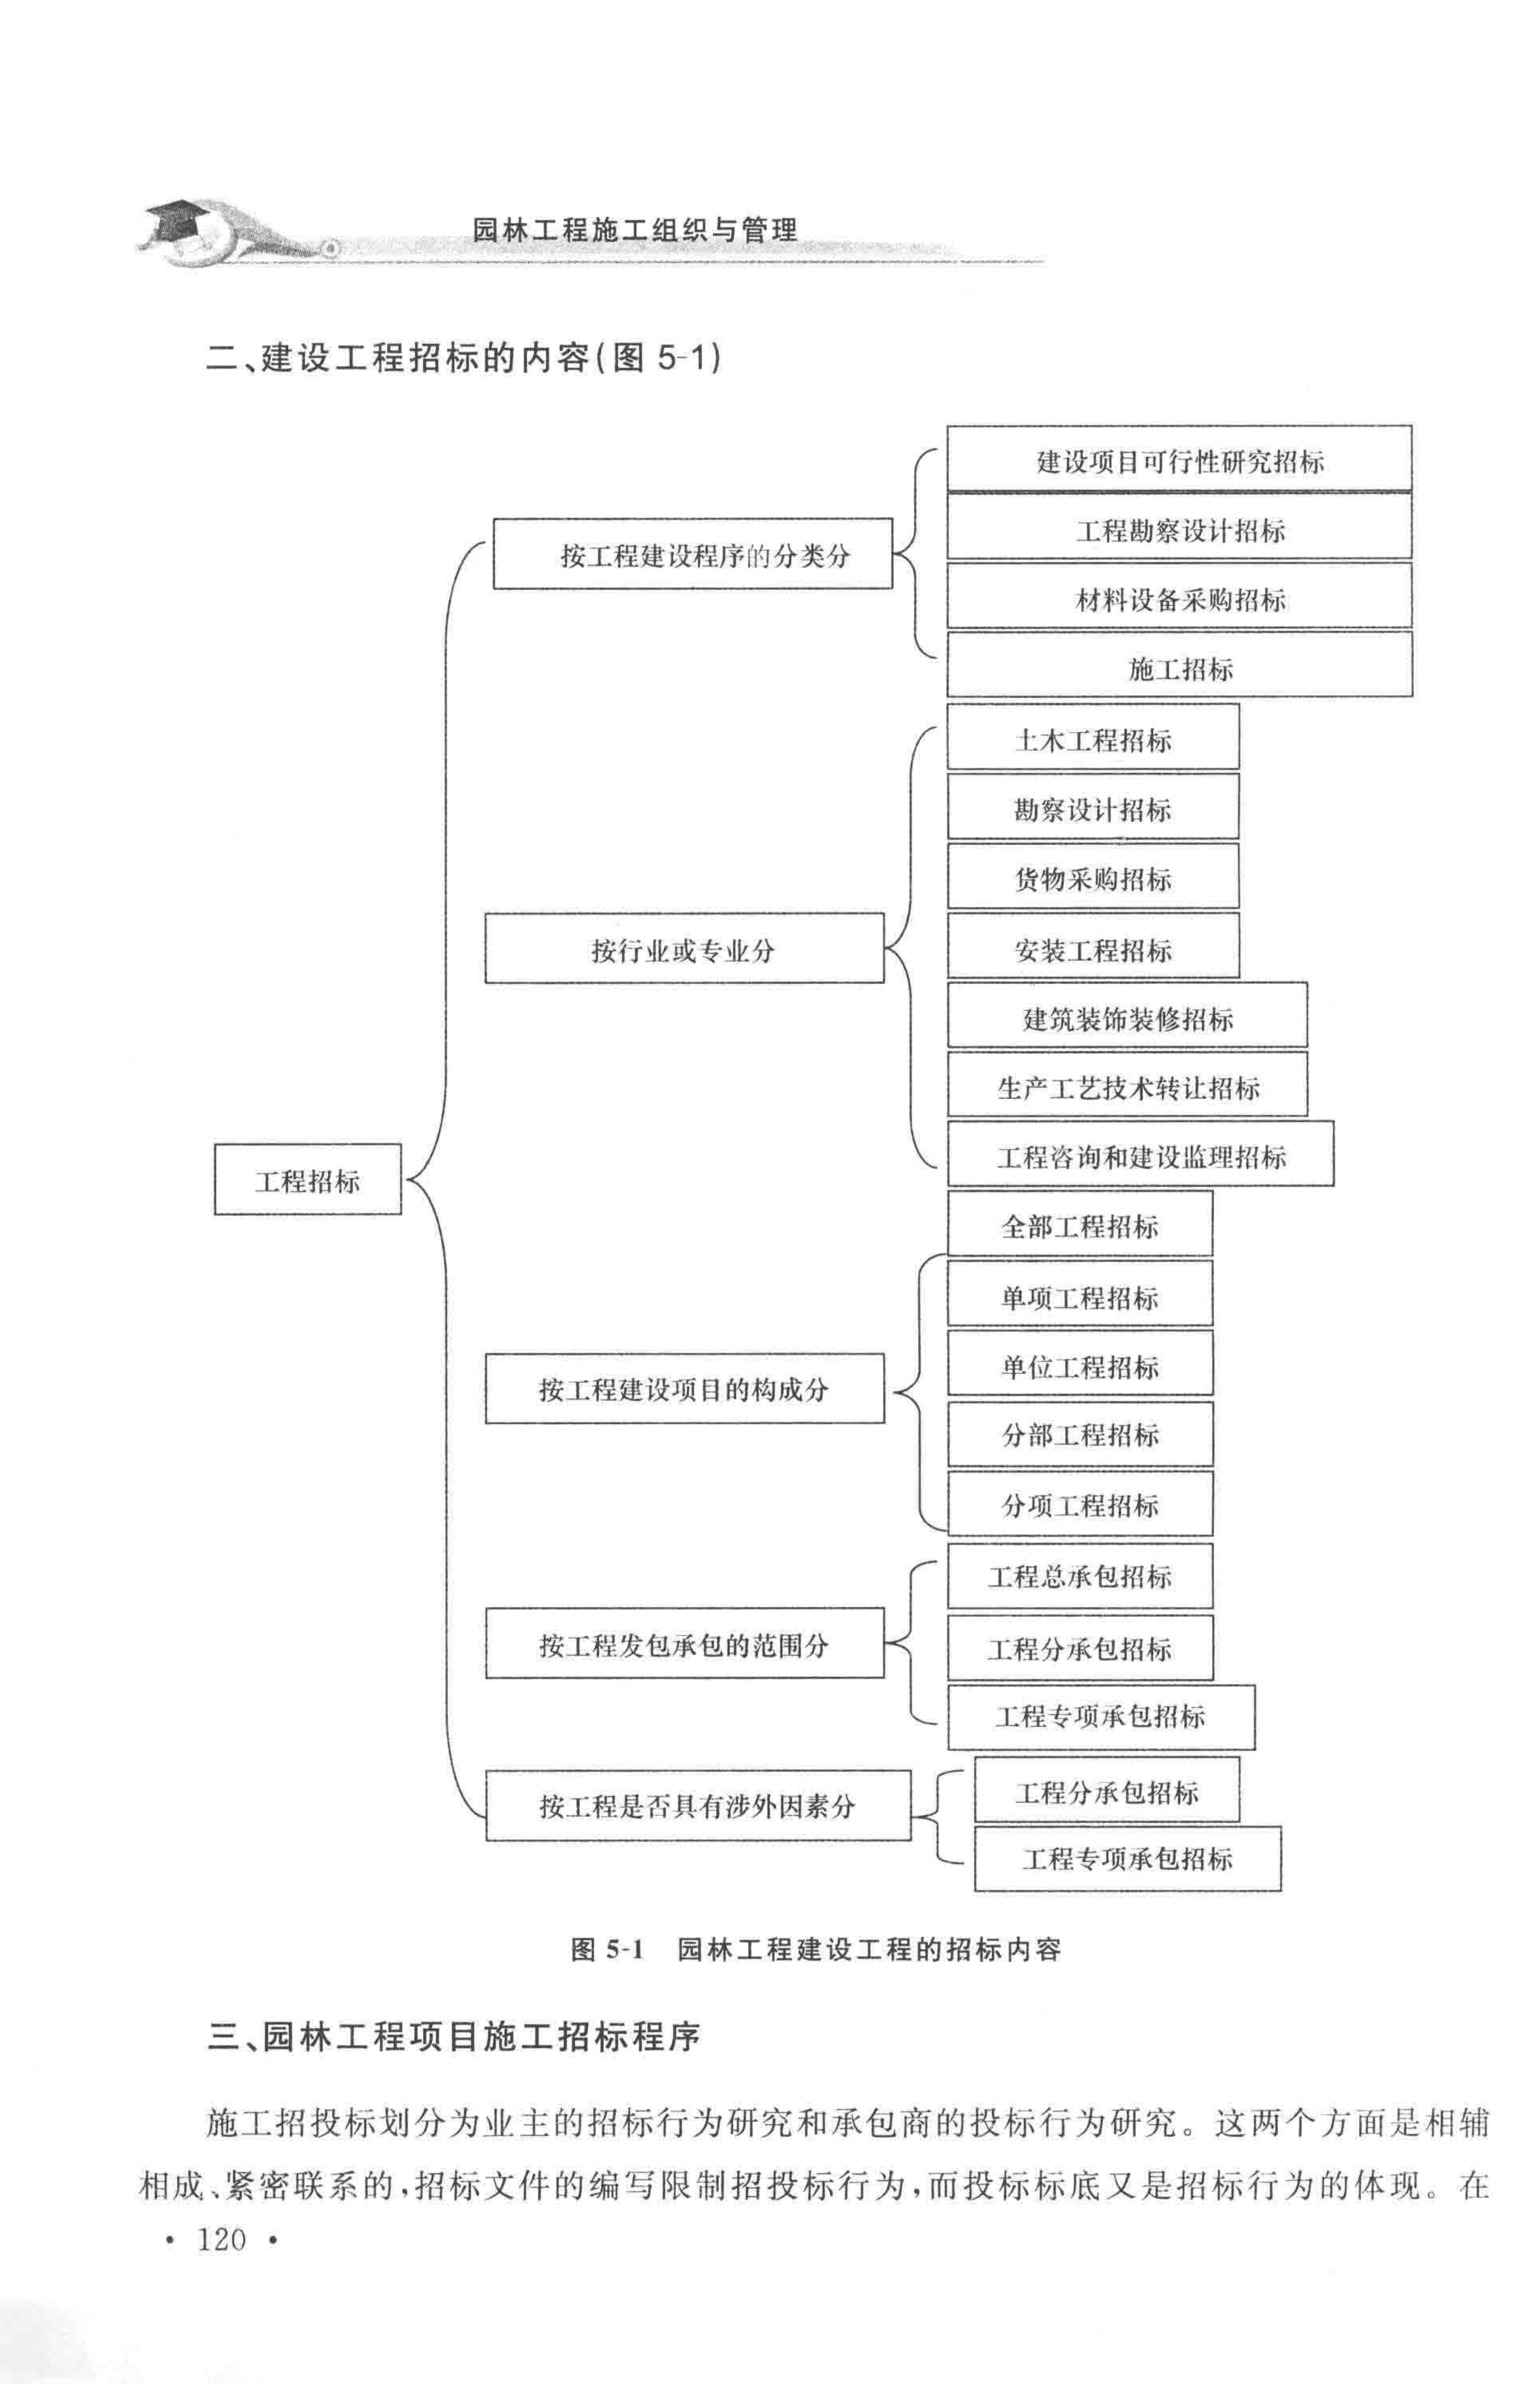 园林工程施工组织与管理
二、建设工程招标的内容(图 5-1)
工程招标
按工程建设程序的分类分
建设项目可行性研究招标
工程勘察设计招标
材料设备采购招标
施工招标
按行业或专业分
土木工程招标
勘察设计招标
货物采购招标
安装工程招标
建筑装饰装修招标
生产工艺技术转让招标
工程咨询和建设监理招标
按工程建设项目的构成分
全部工程招标
单项工程招标
单位工程招标
分部工程招标
分项工程招标
按工程发包承包的范围分
工程总承包招标
工程分承包招标
工程专项承包招标
按工程是否具有涉外因素分
工程分承包招标
工程专项承包招标
图 5-1 园林工程建设工程的招标内容
三、园林工程项目施工招标程序
施工招投标划分为业主的招标行为研究和承包商的投标行为研究。这两个方面是相辅
相成、紧密联系的,招标文件的编写限制招投标行为,而投标标底又是招标行为的体现。在
· 120 ·